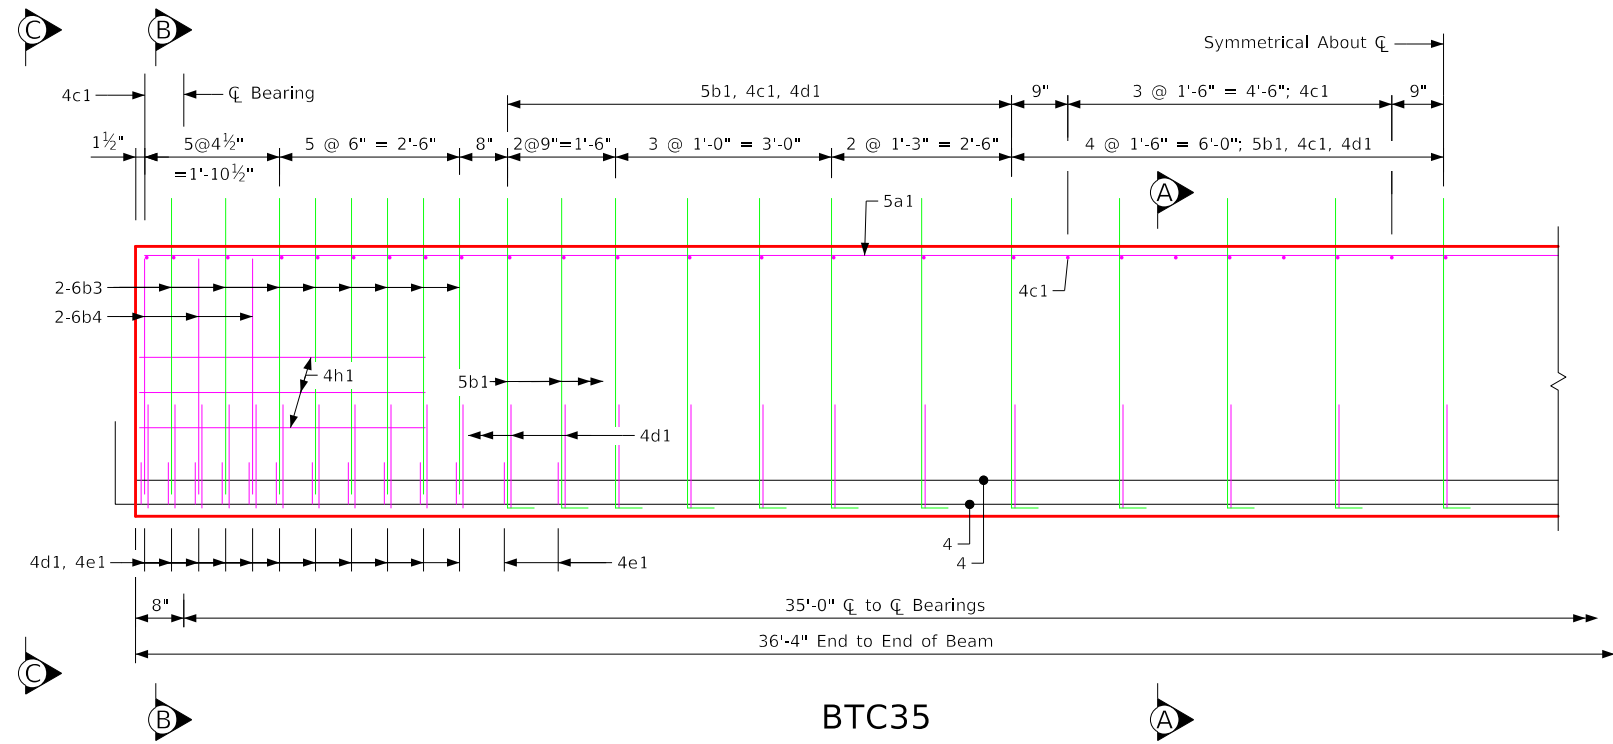 C
B
Symmetrical About ℄
4c1
℄ Bearing
5b1, 4c1, 4d1
9"
3 @ 1'-6" = 4'-6"; 4c1
9"
1½"
5@4½"
=1'-10½"
5 @ 6" = 2'-6"
8"
2@9"=1'-6"
3 @ 1'-0" = 3'-0"
2 @ 1'-3" = 2'-6"
4 @ 1'-6" = 6'-0"; 5b1, 4c1, 4d1
A
5a1
2-6b3
4c1
2-6b4
4h1
5b1
4d1
4
4
4d1, 4e1
4e1
8"
35'-0" ℄ to ℄ Bearings
36'-4" End to End of Beam
C
B
BTC35
A